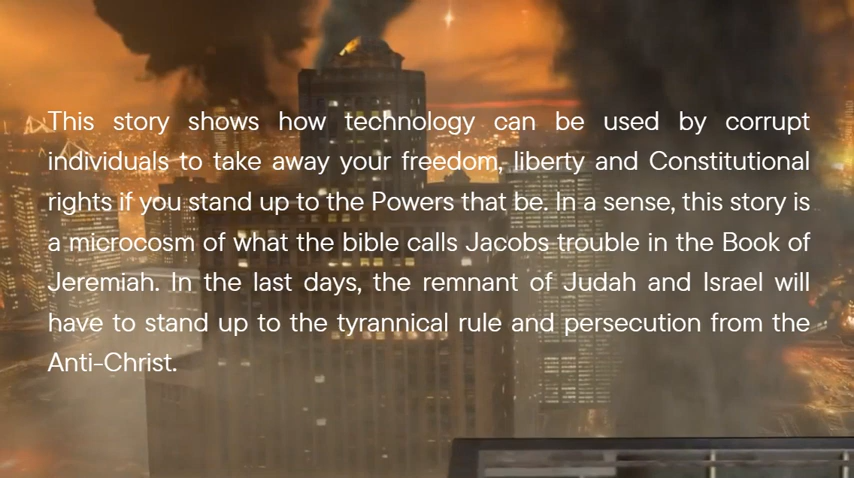 This story shows how technology can be used by corrupt
individuals to take away your freedom, liberty and Constitutional
rights if you stand up to the Powers that be. In a sense, this story is
a microcosm of what the bible calls Jacobs trouble in the Book of
Jeremiah. In the last days, the remnant of Judah and Israel will
have to stand up to the tyrannical rule and persecution from the
Anti-Christ.